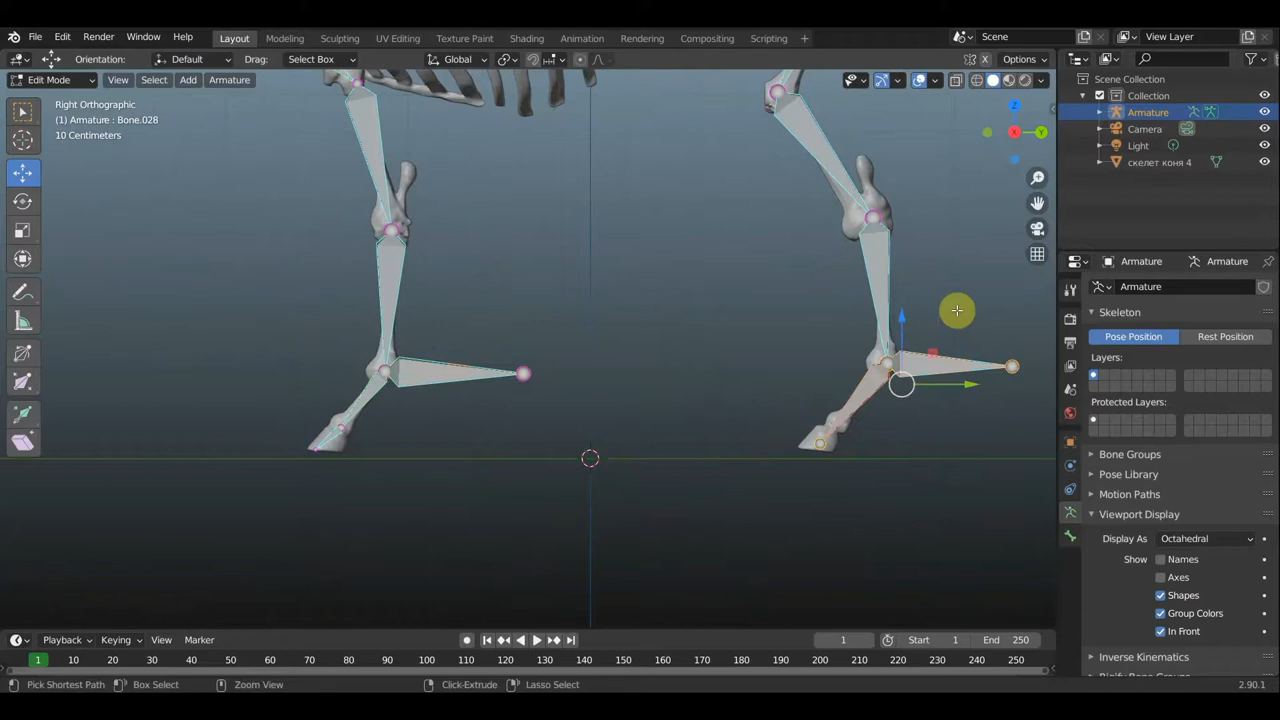 File Edit Render Window Help Layout Modeling Sculpting UV Editing Texture Paint Shading Animation Rendering Compositing Scripting + Scene View Layer
Orientation: Default Drag: Select Box Global Options
Edit Mode View Select Add Armature
Right Orthographic
(1) Armature : Bone.028
10 Centimeters
Z
X
Y
Scene Collection
Collection
Armature
Camera
Light
скелет коня 4
Armature Armature
Armature
Skeleton
Pose Position Rest Position
Layers:
Protected Layers:
Bone Groups
Pose Library
Motion Paths
Viewport Display
Display As Octahedral
Show Names
Axes
Shapes
Group Colors
In Front
Inverse Kinematics
Rigify Bone Groups
Playback Keying View Marker 1 Start 1 End 250
1 10 20 30 40 50 60 70 80 90 100 110 120 130 140 150 160 170 180 190 200 210 220 230 240 250
Pick Shortest Path Box Select Zoom View Click-Extrude Lasso Select 2.90.1